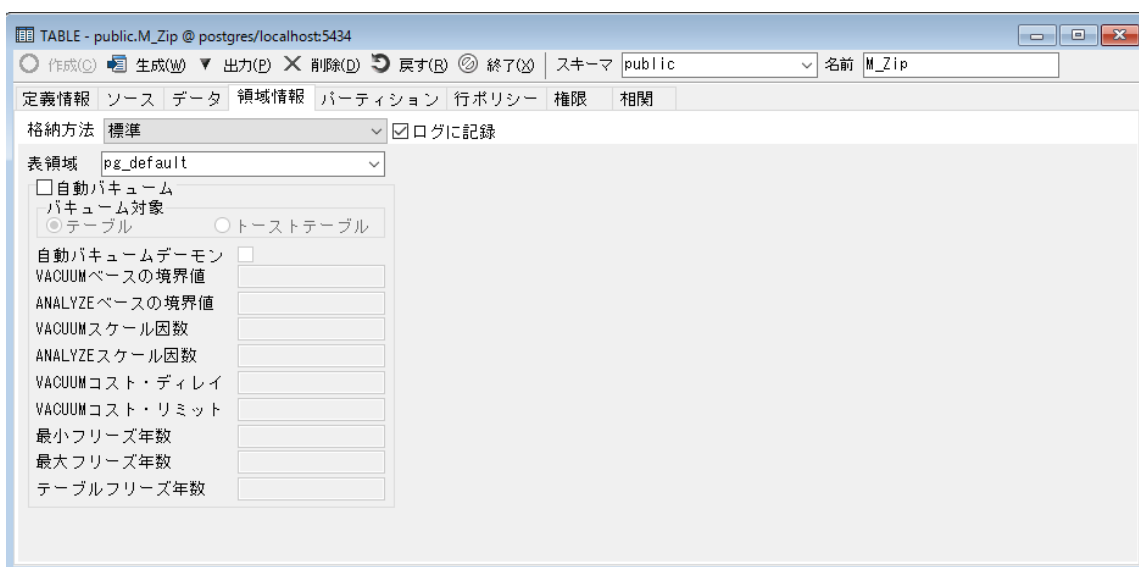 TABLE - public.M_Zip @ postgres/localhost:5434
作成(C) 生成(W) ▼ 出力(P) 削除(D) 戻す(R) 終了(X) スキーマ public 名前 M_Zip
定義情報 ソース データ 領域情報 パーティション 行ポリシー 権限 相関
格納方法 標準 ログに記録
表領域 pg_default
自動バキューム
バキューム対象
テーブル トーストテーブル
自動バキュームデーモン
VACUUMベースの境界値
ANALYZEベースの境界値
VACUUMスケール因数
ANALYZEスケール因数
VACUUMコスト・ディレイ
VACUUMコスト・リミット
最小フリーズ年数
最大フリーズ年数
テーブルフリーズ年数